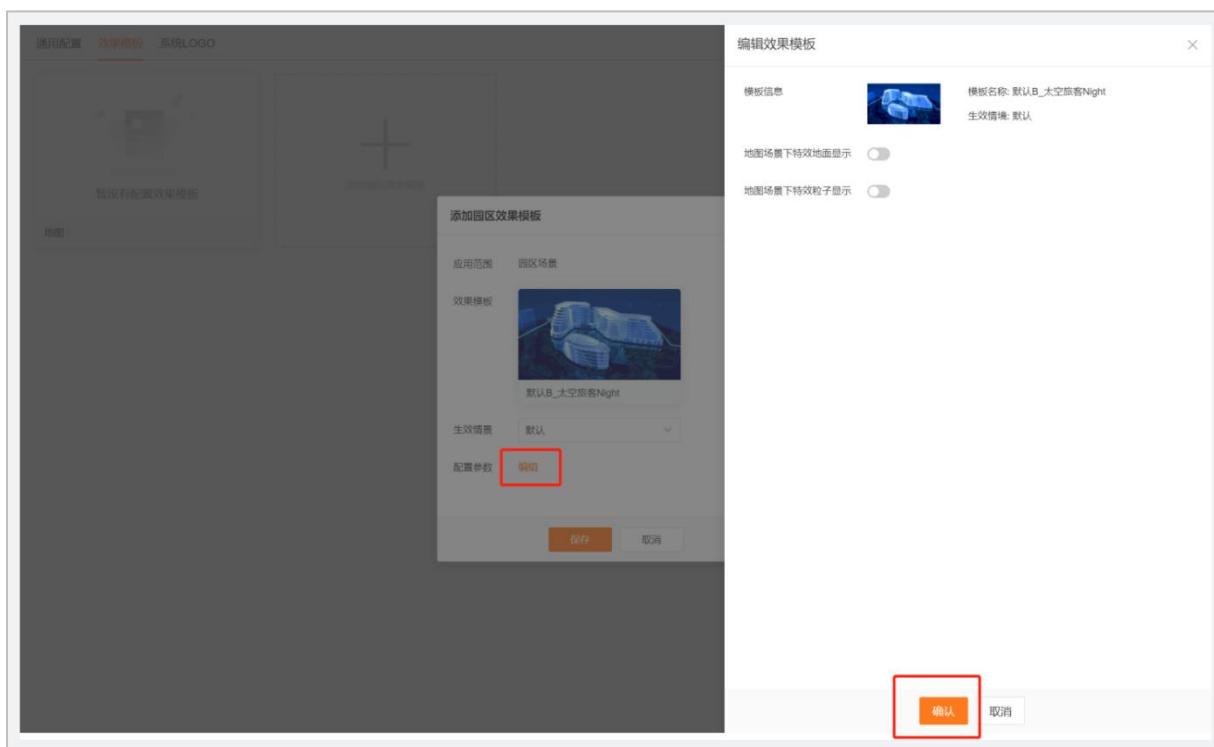 通用配置 效果模板 系统LOGO
暂没有配置效果模板
地图
添加园区效果模板
应用范围 园区场景
效果模板
默认B_太空旅客Night
生效情景 默认
配置参数 编辑
保存 取消
编辑效果模板
模板信息
模板名称: 默认B_太空旅客Night
生效情境: 默认
地图场景下特效地面显示
地图场景下特效粒子显示
确认 取消